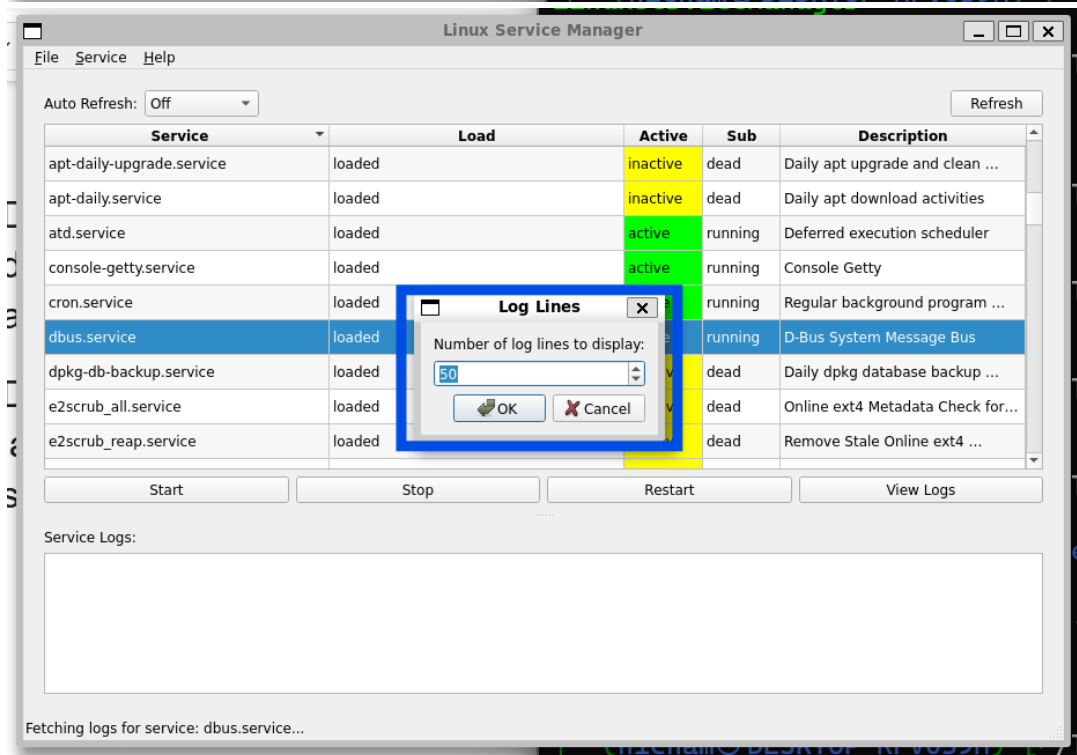 Linux Service Manager
File Service Help
Auto Refresh: Off Refresh
Service Load Active Sub Description
apt-daily-upgrade.service loaded inactive dead Daily apt upgrade and clean ...
apt-daily.service loaded inactive dead Daily apt download activities
atd.service loaded active running Deferred execution scheduler
console-getty.service loaded active running Console Getty
cron.service loaded running Regular background program ...
dbus.service loaded running D-Bus System Message Bus
dpkg-db-backup.service loaded dead Daily dpkg database backup ...
e2scrub_all.service loaded dead Online ext4 Metadata Check for...
e2scrub_reap.service loaded dead Remove Stale Online ext4 ...
Log Lines
Number of log lines to display:
50
OK Cancel
Start Stop Restart View Logs
Service Logs:
Fetching logs for service: dbus.service...